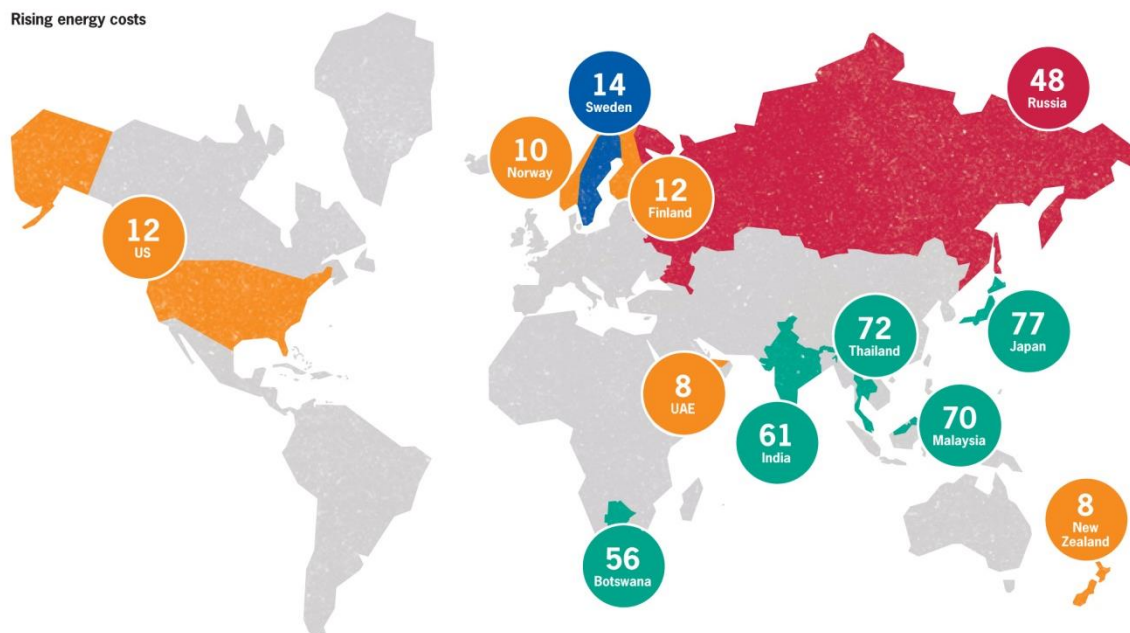 Rising energy costs
14
Sweden
48
Russia
10
Norway
12
Finland
12
US
72
Thailand
77
Japan
8
UAE
61
India
70
Malaysia
56
Botswana
8
New
Zealand